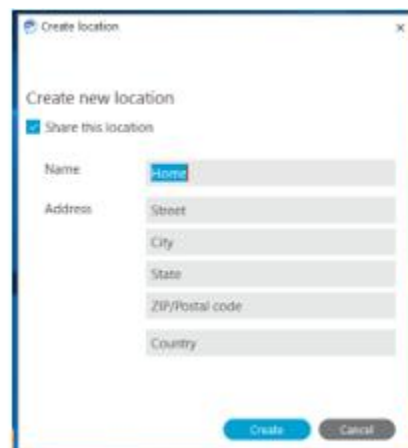 Create location
Create new location
Share this location
Name
Home
Address
Street
City
State
ZIP/Postal code
Country
Create
Cancel